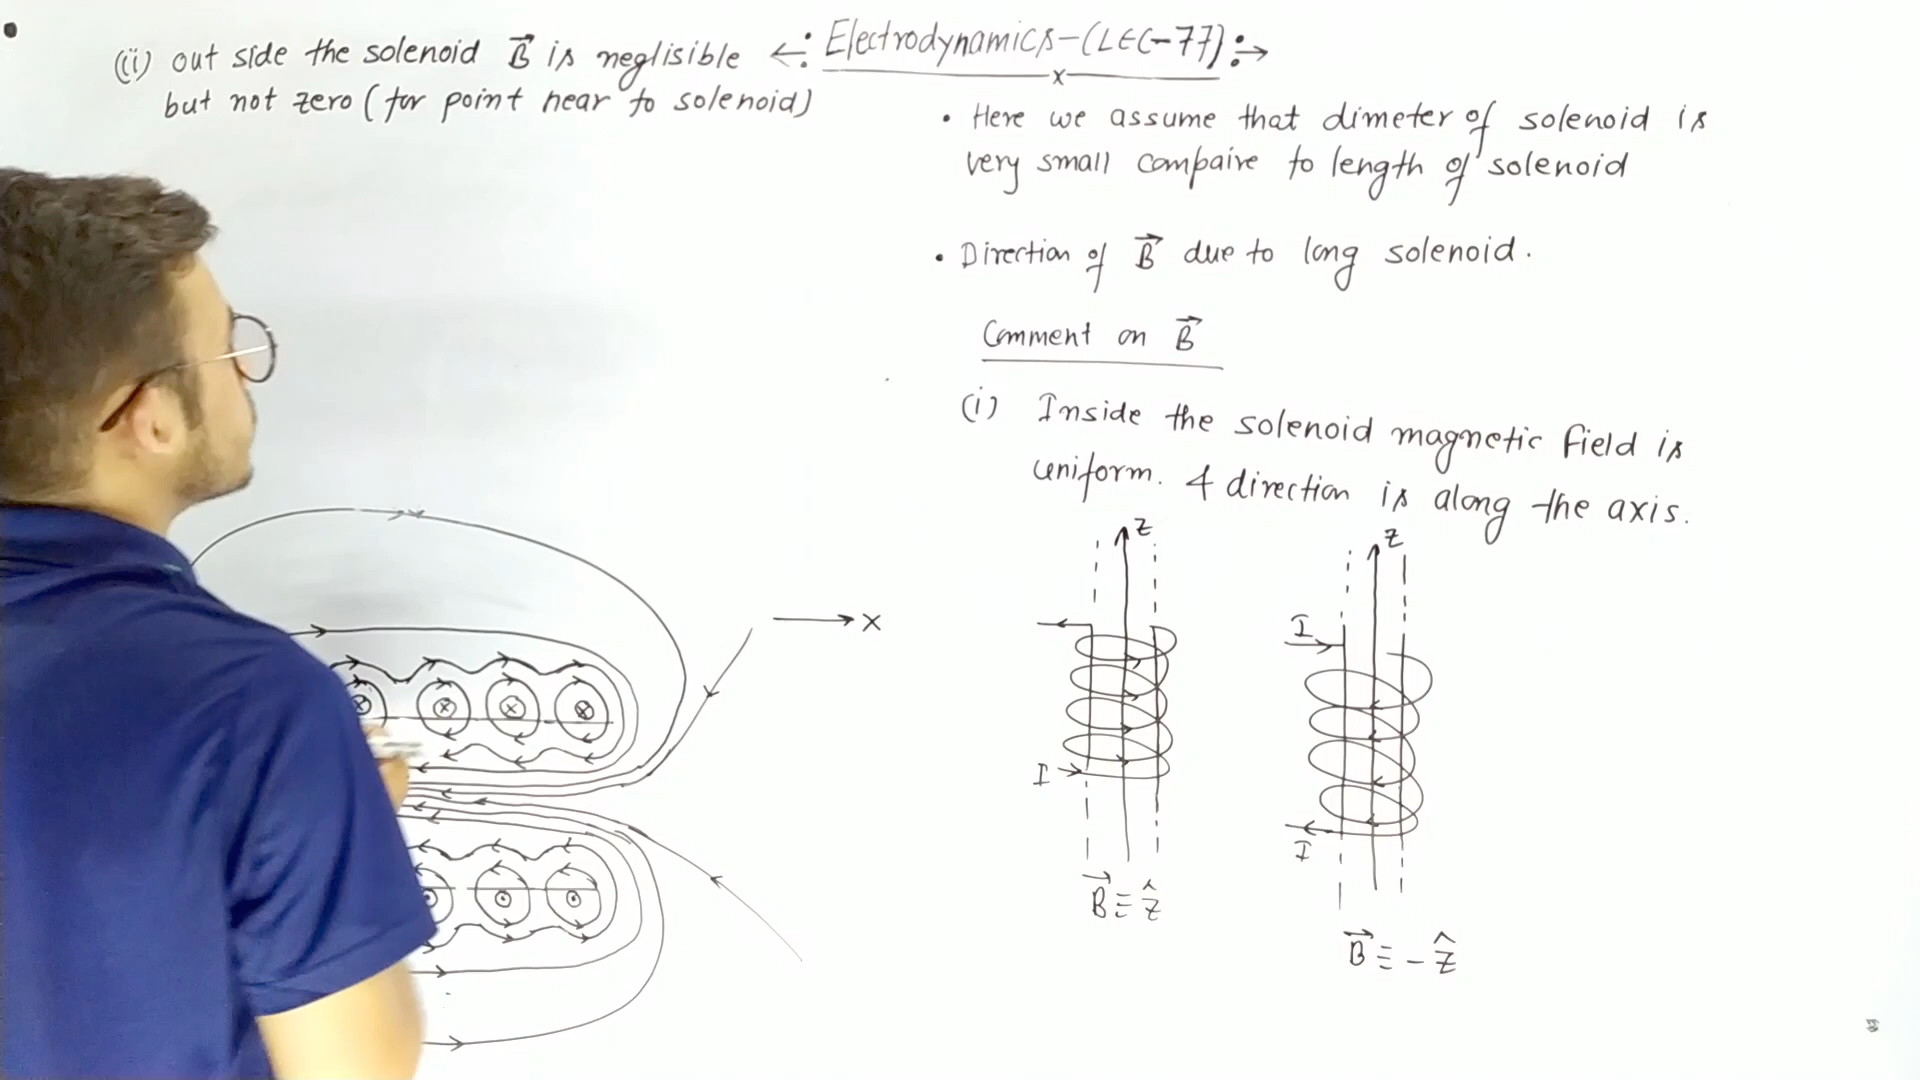 Electrodynamics-(LEC-77)
(ii) out side the solenoid B⃗ is neglisible
but not zero (for point near to solenoid)
• Here we assume that dimeter of solenoid is
very small compaire to length of solenoid
• Direction of B⃗ due to long solenoid.
Comment on B⃗
(i) Inside the solenoid magnetic field is
uniform. & direction is along the axis.
Z
Z
X
I
I
I
B⃗ ≡ ẑ
B⃗ ≡ - ẑ